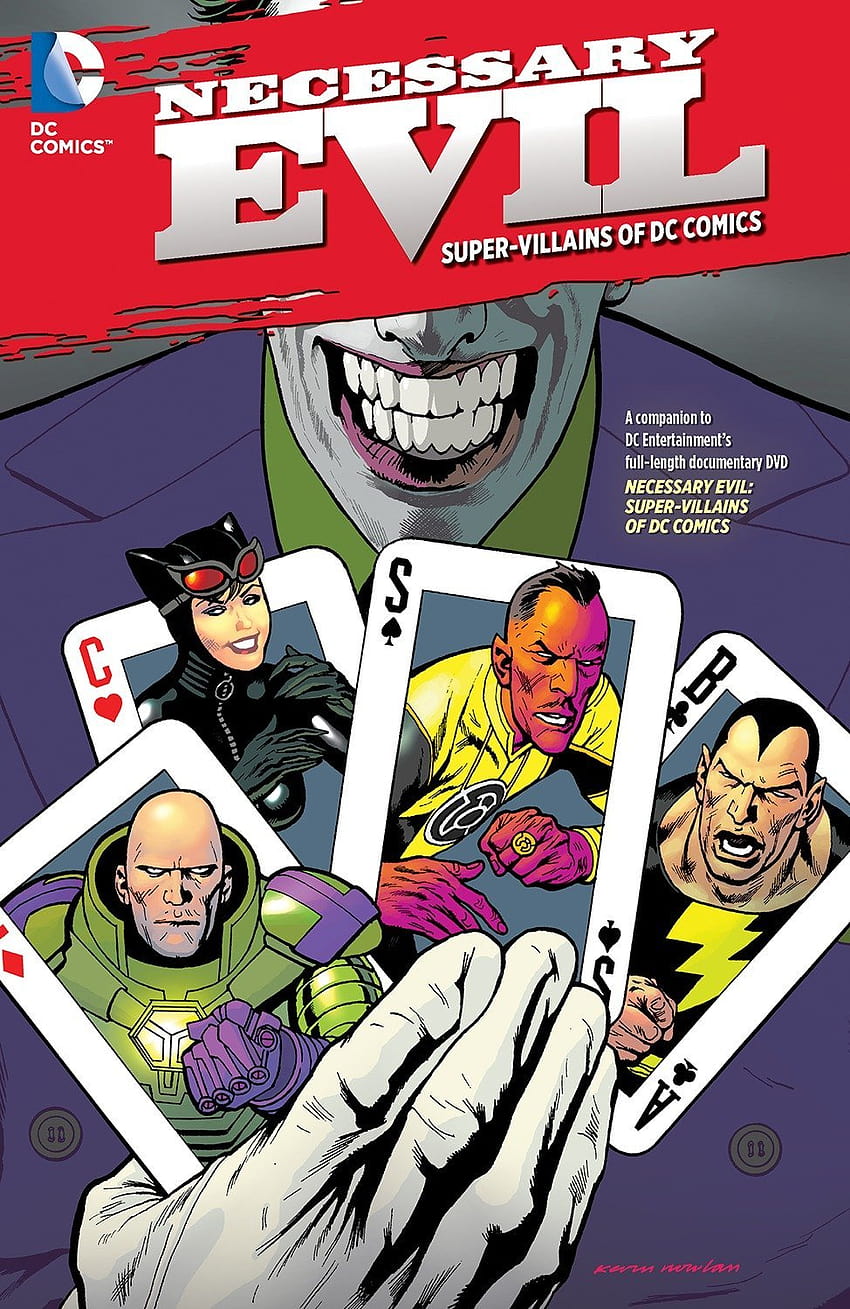 DC
COMICS™
NECESSARY
EVIL
SUPER-VILLAINS OF DC COMICS
A companion to
DC Entertainment's
full-length documentary DVD
NECESSARY EVIL:
SUPER-VILLAINS
OF DC COMICS
C
S
B
S
A
kevin nowlan